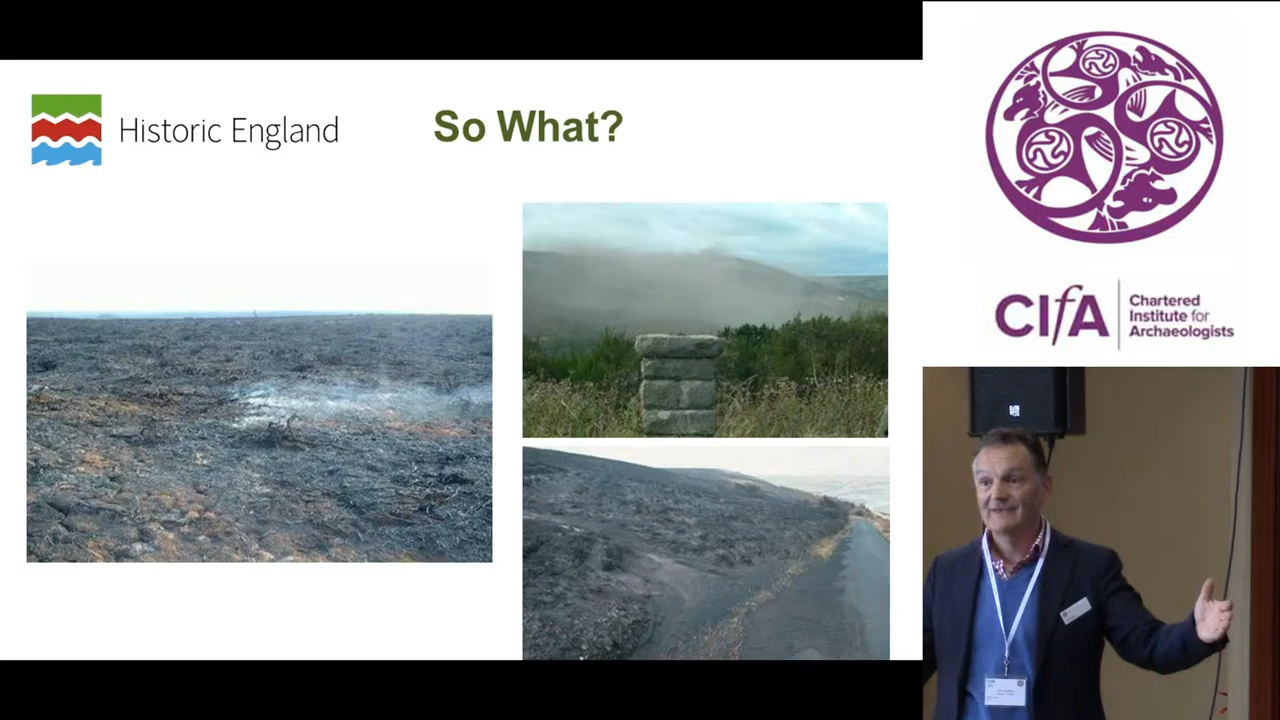 Historic England
So What?
CIfA
Chartered
Institute for
Archaeologists